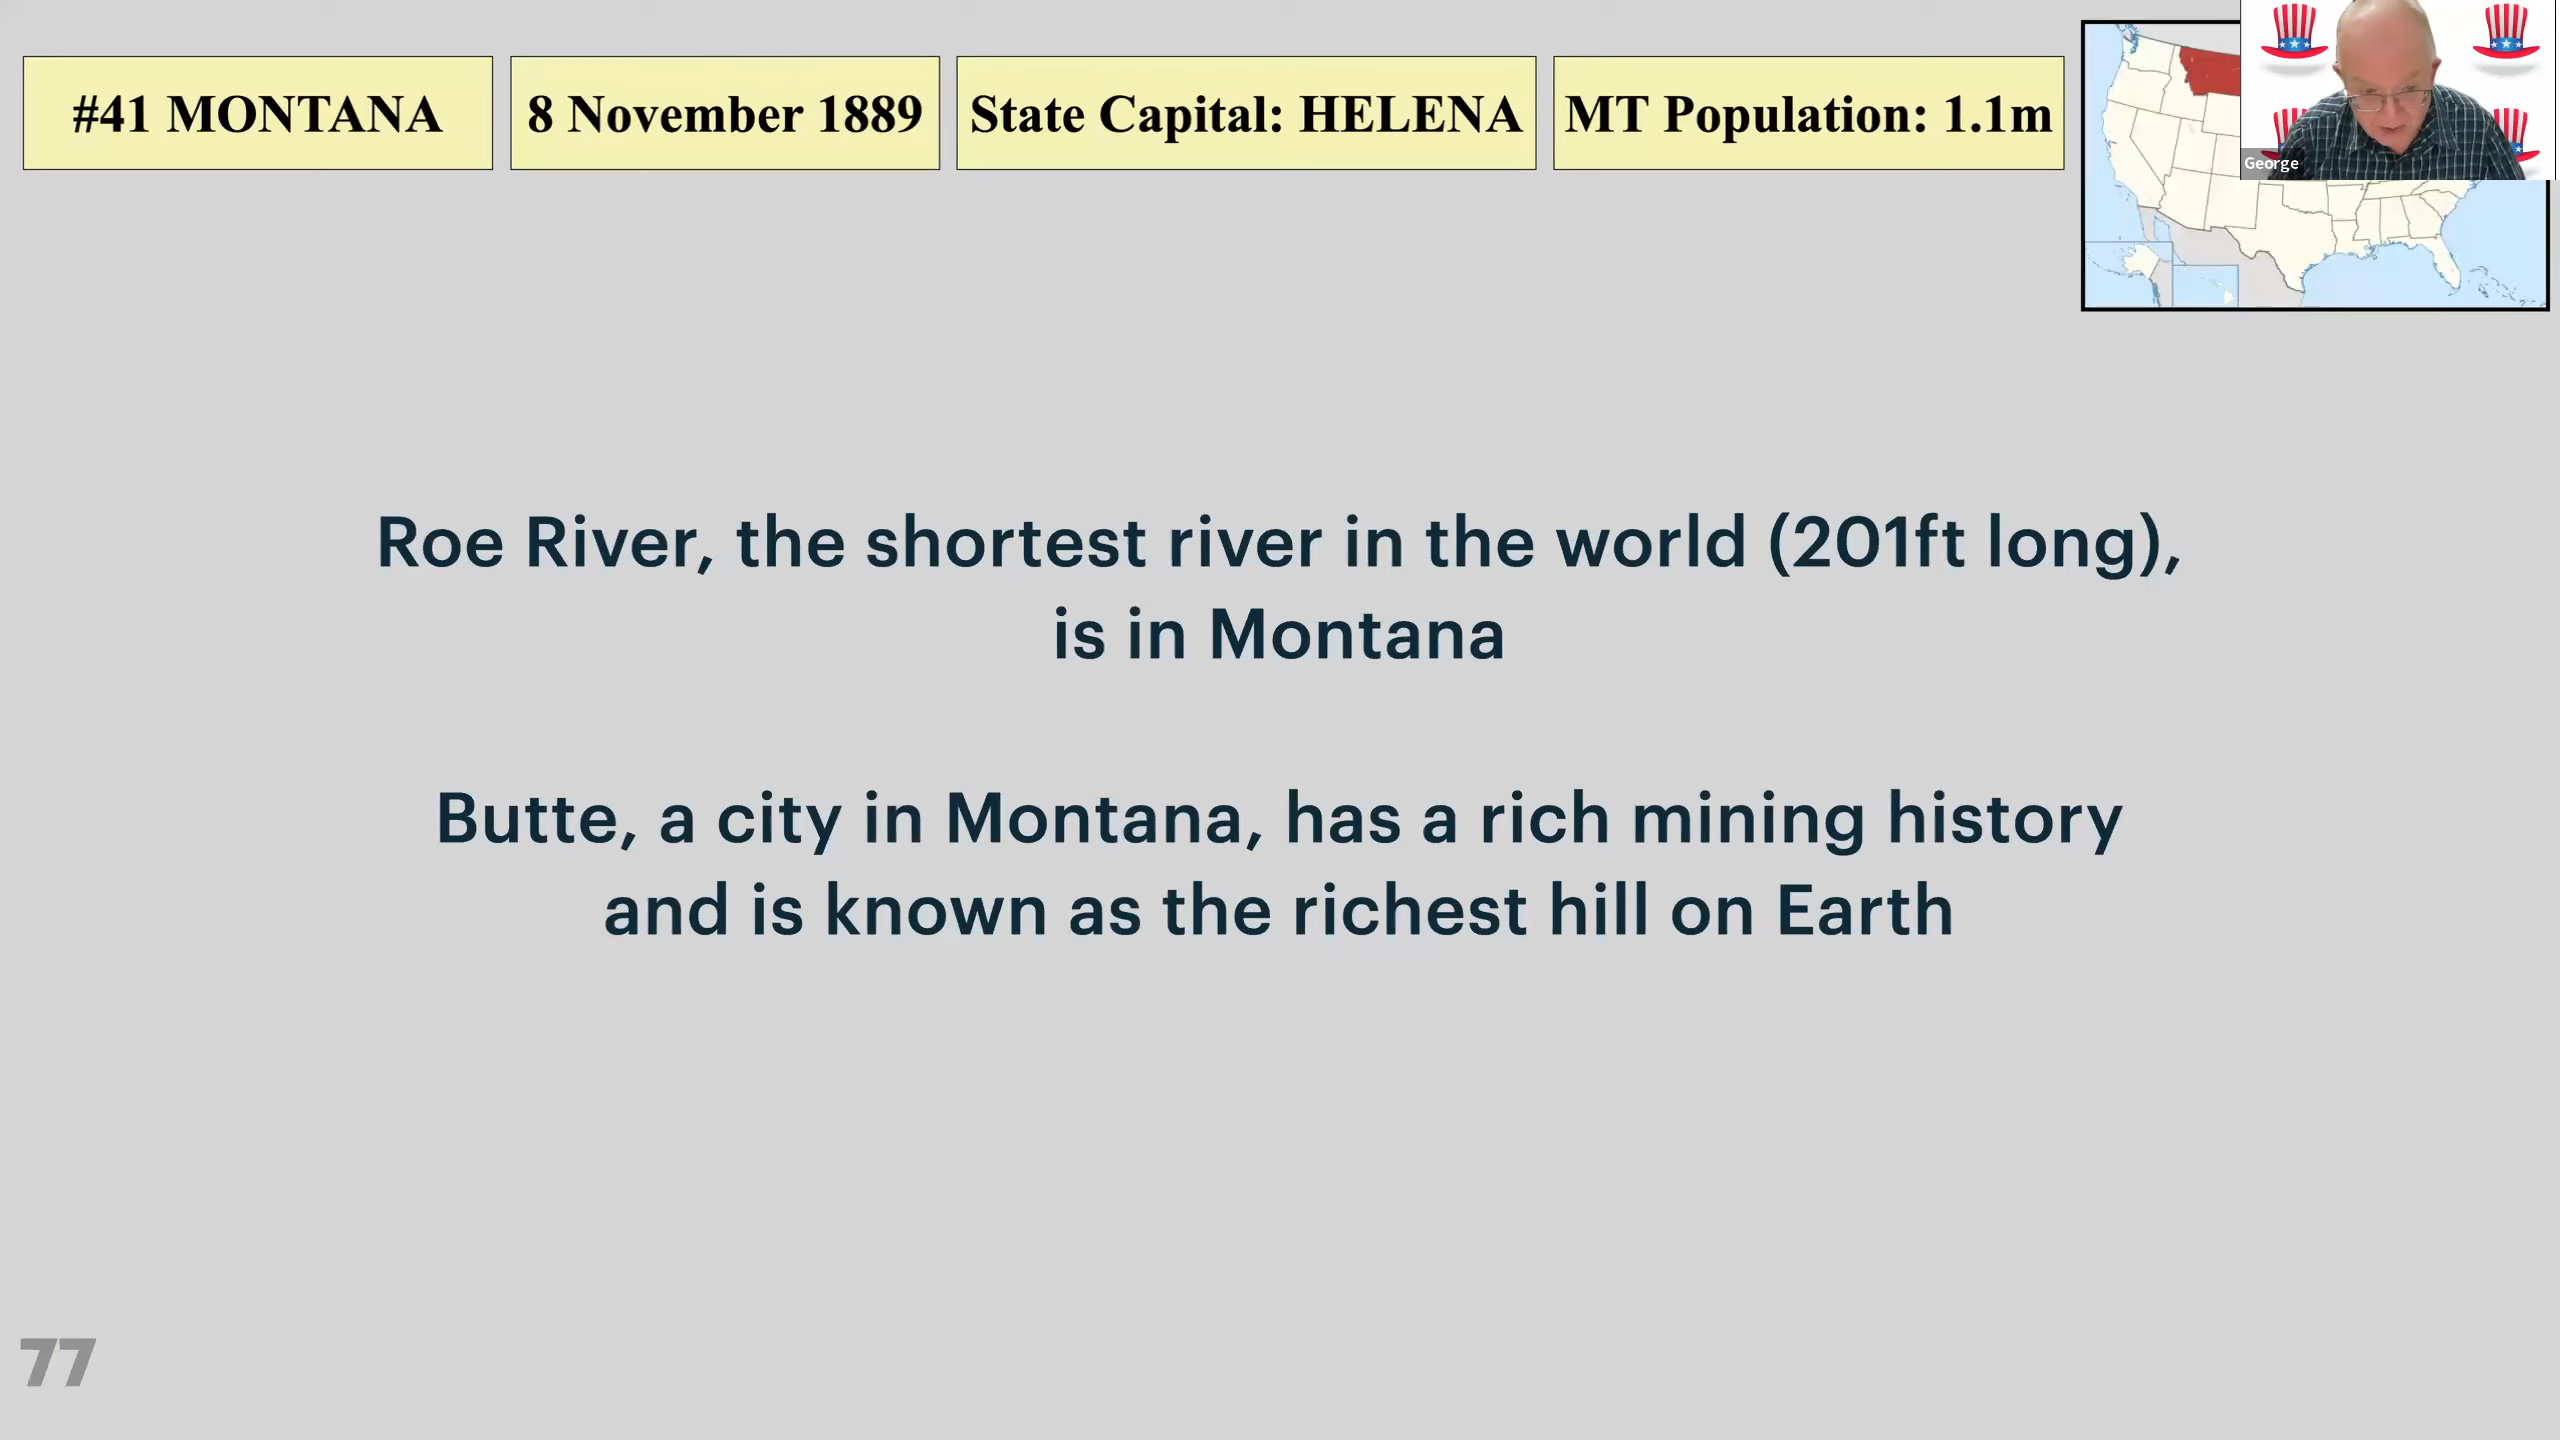 #41 MONTANA
8 November 1889
State Capital: HELENA
MT Population: 1.1m
George
Roe River, the shortest river in the world (201ft long),
is in Montana
Butte, a city in Montana, has a rich mining history
and is known as the richest hill on Earth
77